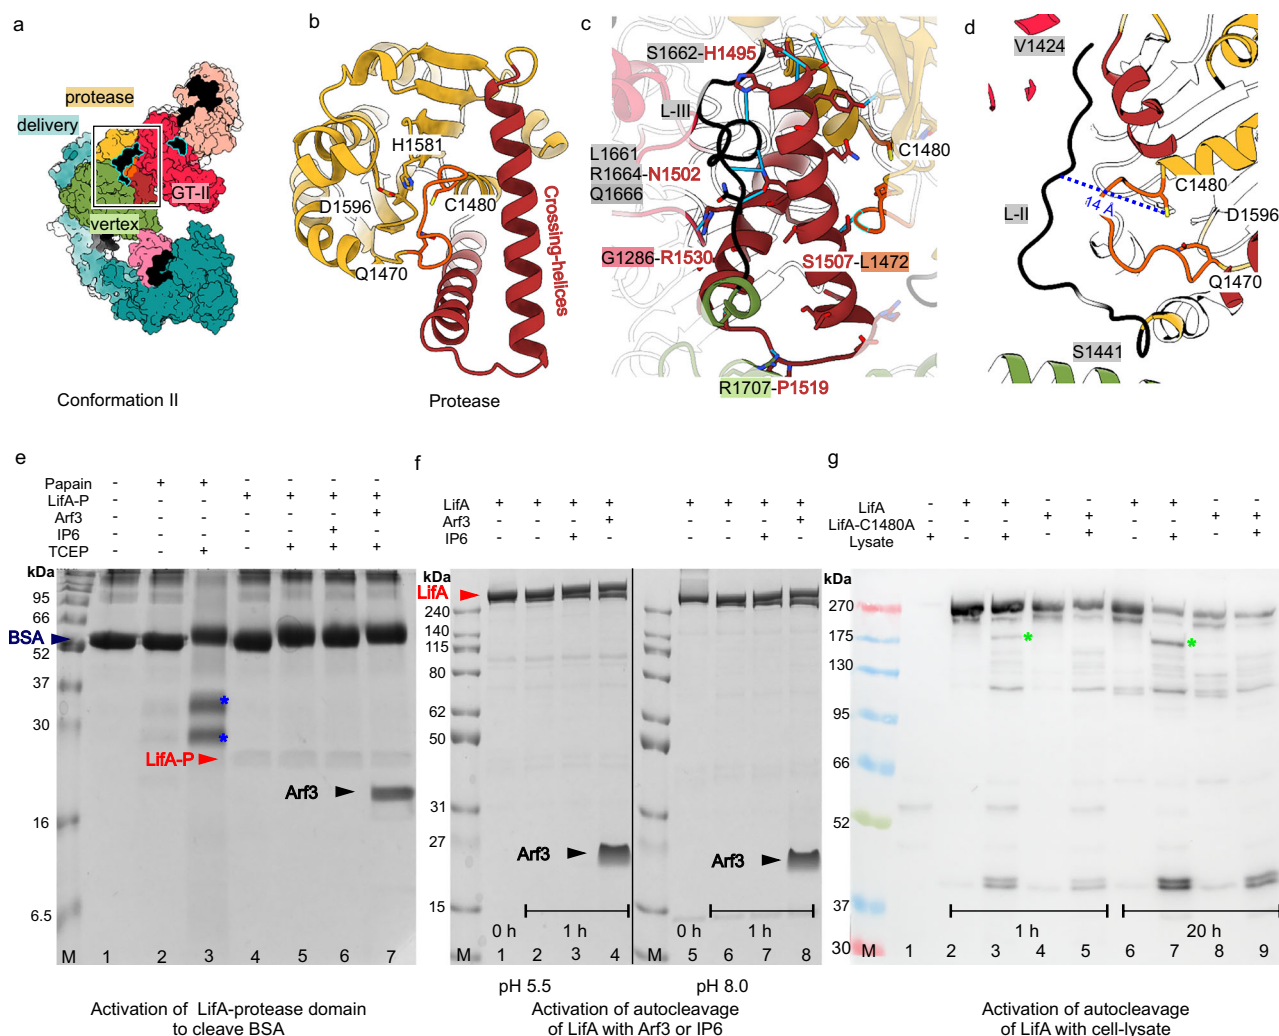 a
protease
delivery
GT-II
vertex
Conformation II
b
H1581
D1596
C1480
Q1470
Crossing-helices
Protease
c
S1662-H1495
L-III
C1480
L1661
R1664-N1502
Q1666
G1286-R1530
S1507-L1472
R1707-P1519
d
V1424
C1480
14 Å
D1596
L-II
Q1470
S1441
e
Papain - + + - - - -
LifA-P - - - + + + +
Arf3 - - - - - - +
IP6 - - - - - + -
TCEP - - + - + + +
kDa
95
66
BSA
52
37
*
30
*
LifA-P
Arf3
16
6.5
M 1 2 3 4 5 6 7
Activation of LifA-protease domain
to cleave BSA
f
LifA + + + + + + + +
Arf3 - - - + - - - +
IP6 - - + - - - + -
kDa
LifA
240
140
115
80
62
50
31
27
Arf3 Arf3
15
0 h 1 h 0 h 1 h
M 1 2 3 4 M 5 6 7 8
pH 5.5 pH 8.0
Activation of autocleavage
of LifA with Arf3 or IP6
g
LifA - + + - - + + - -
LifA-C1480A - - - + + - - + +
Lysate + - + - + - + - +
kDa
270
175 * *
130
95
66
52
37
1 h 20 h
30
M 1 2 3 4 5 6 7 8 9
Activation of autocleavage
of LifA with cell-lysate